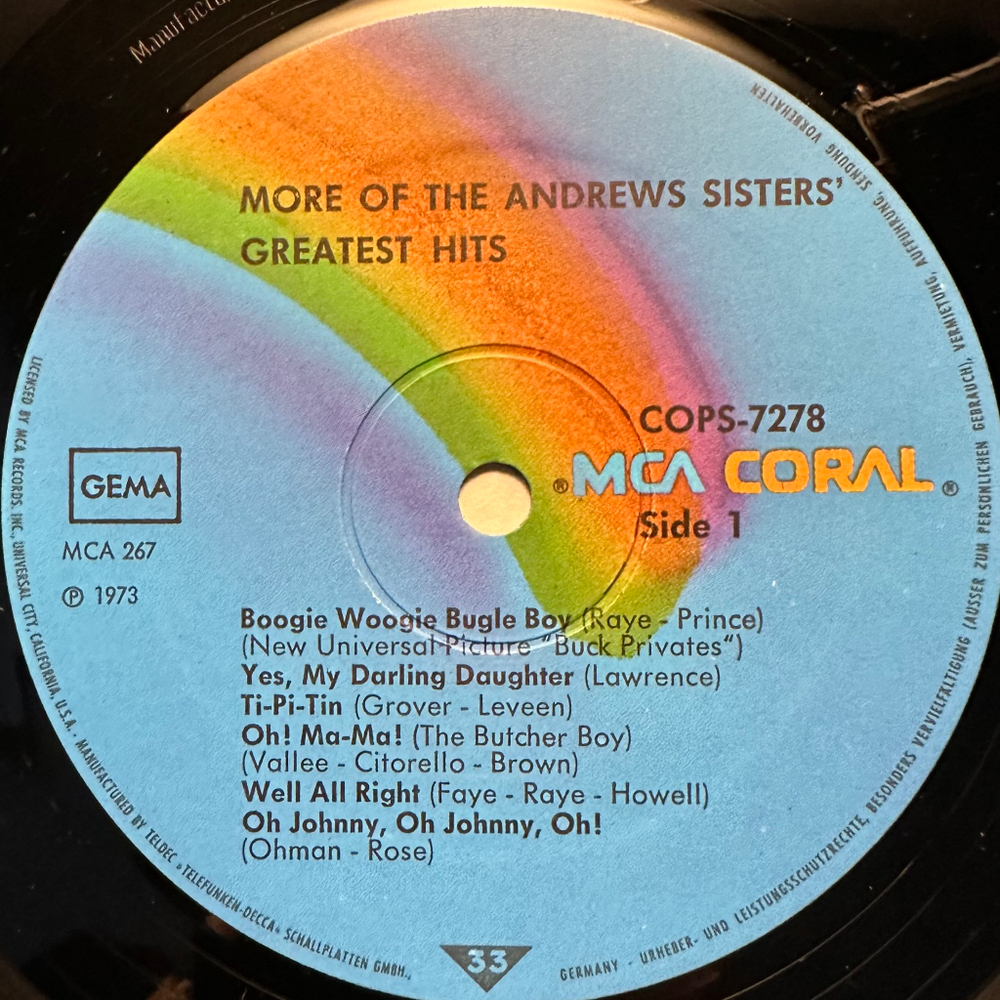 Manufactur
MORE OF THE ANDREWS SISTERS'
GREATEST HITS
COPS-7278
®MCA CORAL®
Side 1
GEMA
MCA 267
℗ 1973
Boogie Woogie Bugle Boy (Raye - Prince)
(New Universal Picture "Buck Privates“)
Yes, My Darling Daughter (Lawrence)
Ti-Pi-Tin (Grover - Leveen)
Oh! Ma-Ma! (The Butcher Boy)
(Vallee - Citorello - Brown)
Well All Right (Faye - Raye - Howell)
Oh Johnny, Oh Johnny, Oh!
(Ohman - Rose)
33
LICENSED BY MCA RECORDS, INC., UNIVERSAL CITY, CALIFORNIA, U.S.A. - MANUFACTURED BY TELDEC »TELEFUNKEN-DECCA« SCHALLPLATTEN GMBH.,
GERMANY - URHEBER- UND LEISTUNGSSCHUTZRECHTE, BESONDERS VERVIELFÄLTIGUNG (AUSSER ZUM PERSÖNLICHEN GEBRAUCH), VERMIETUNG, AUFFÜHRUNG, SENDUNG VORBEHALTEN